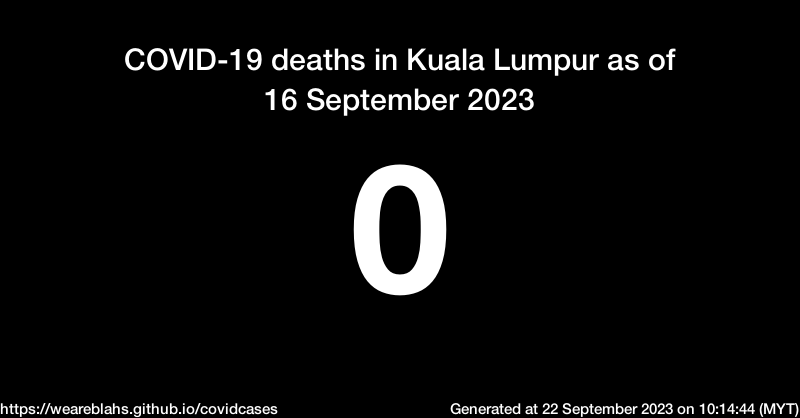 COVID-19 deaths in Kuala Lumpur as of
16 September 2023
0
https://weareblahs.github.io/covidcases
Generated at 22 September 2023 on 10:14:44 (MYT)